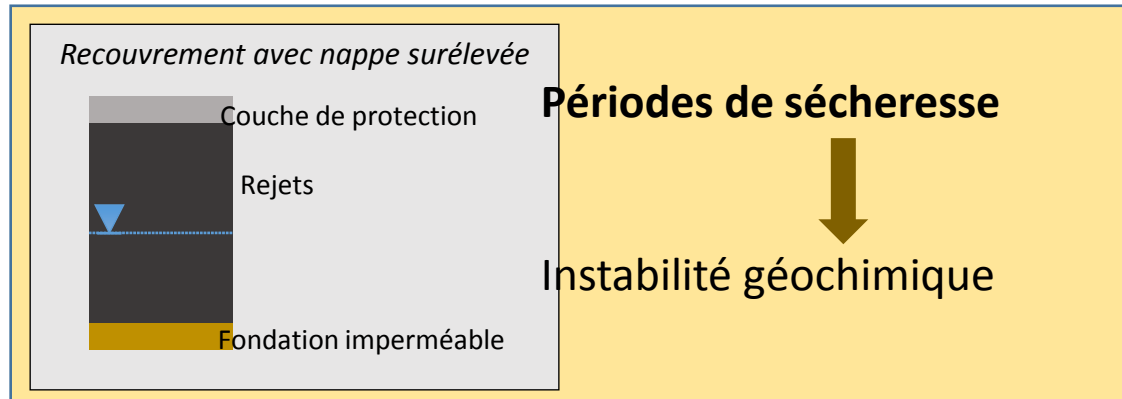 Recouvrement avec nappe surélevée
Couche de protection
Rejets
Fondation imperméable
Périodes de sécheresse
Instabilité géochimique